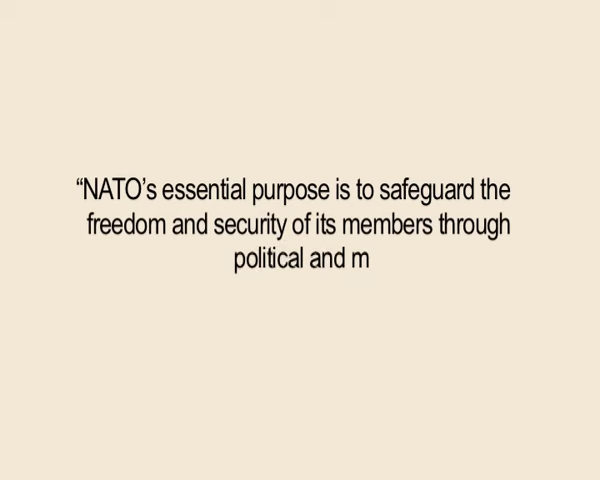 “NATO’s essential purpose is to safeguard the
freedom and security of its members through
political and m